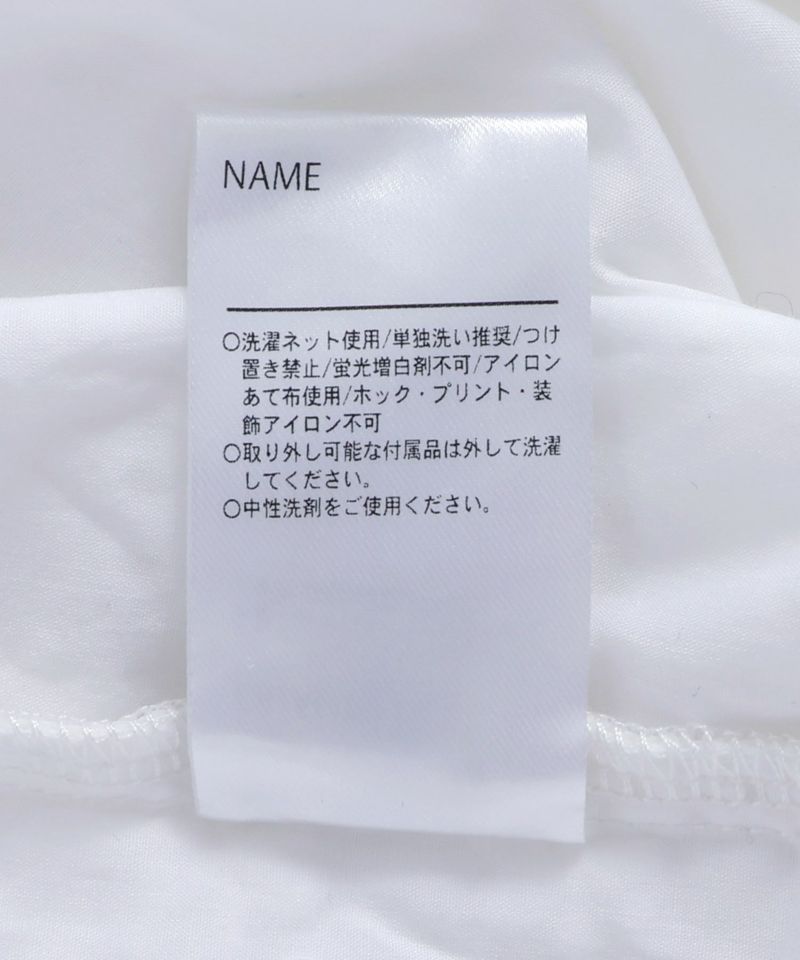 NAME
○洗濯ネット使用/単独洗い推奨/つけ
置き禁止/蛍光増白剤不可/アイロン
あて布使用/ホック・プリント・装
飾アイロン不可
○取り外し可能な付属品は外して洗濯
してください。
○中性洗剤をご使用ください。